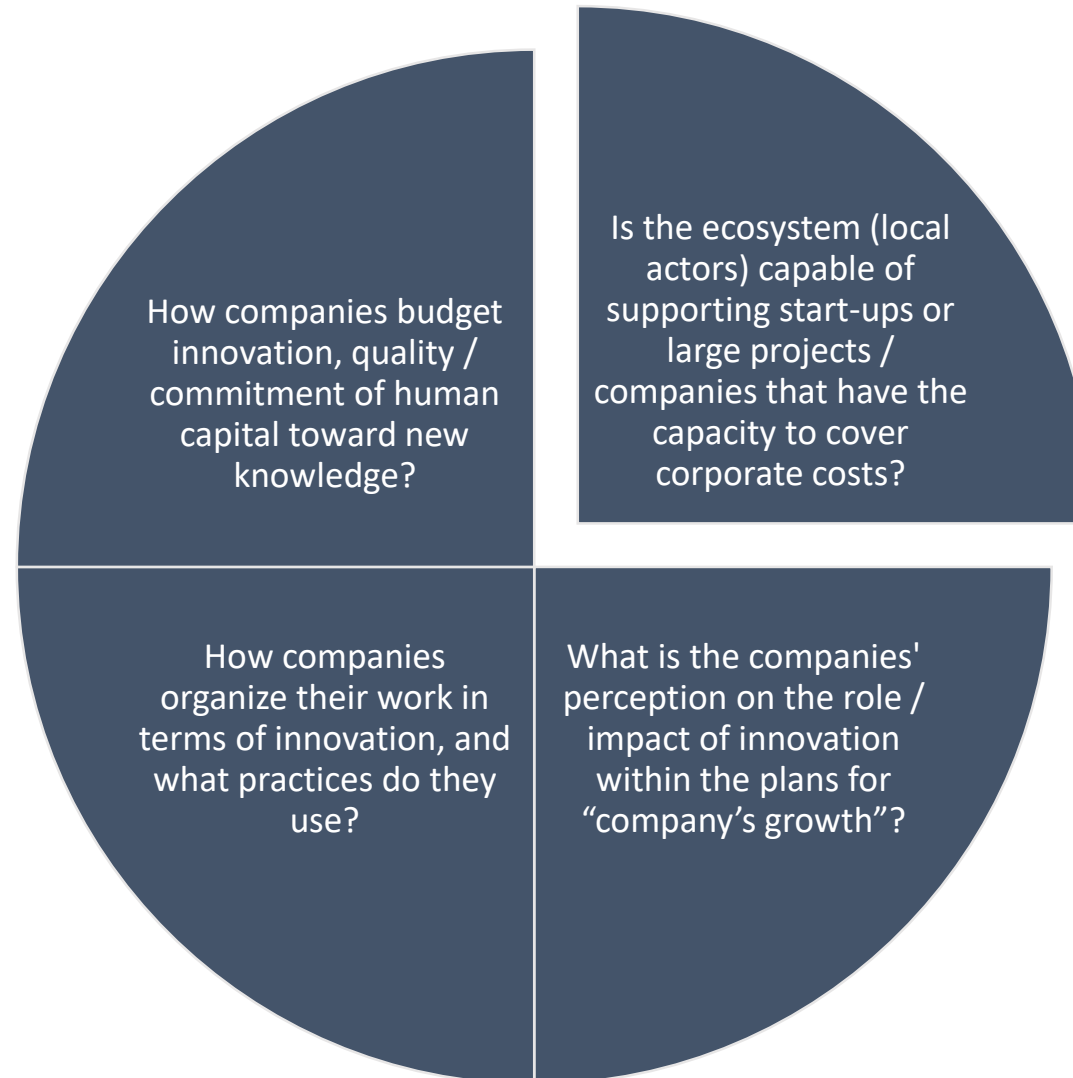 How companies budget
innovation, quality /
commitment of human
capital toward new
knowledge?
Is the ecosystem (local
actors) capable of
supporting start-ups or
large projects /
companies that have the
capacity to cover
corporate costs?
How companies
organize their work in
terms of innovation, and
what practices do they
use?
What is the companies'
perception on the role /
impact of innovation
within the plans for
“company’s growth”?